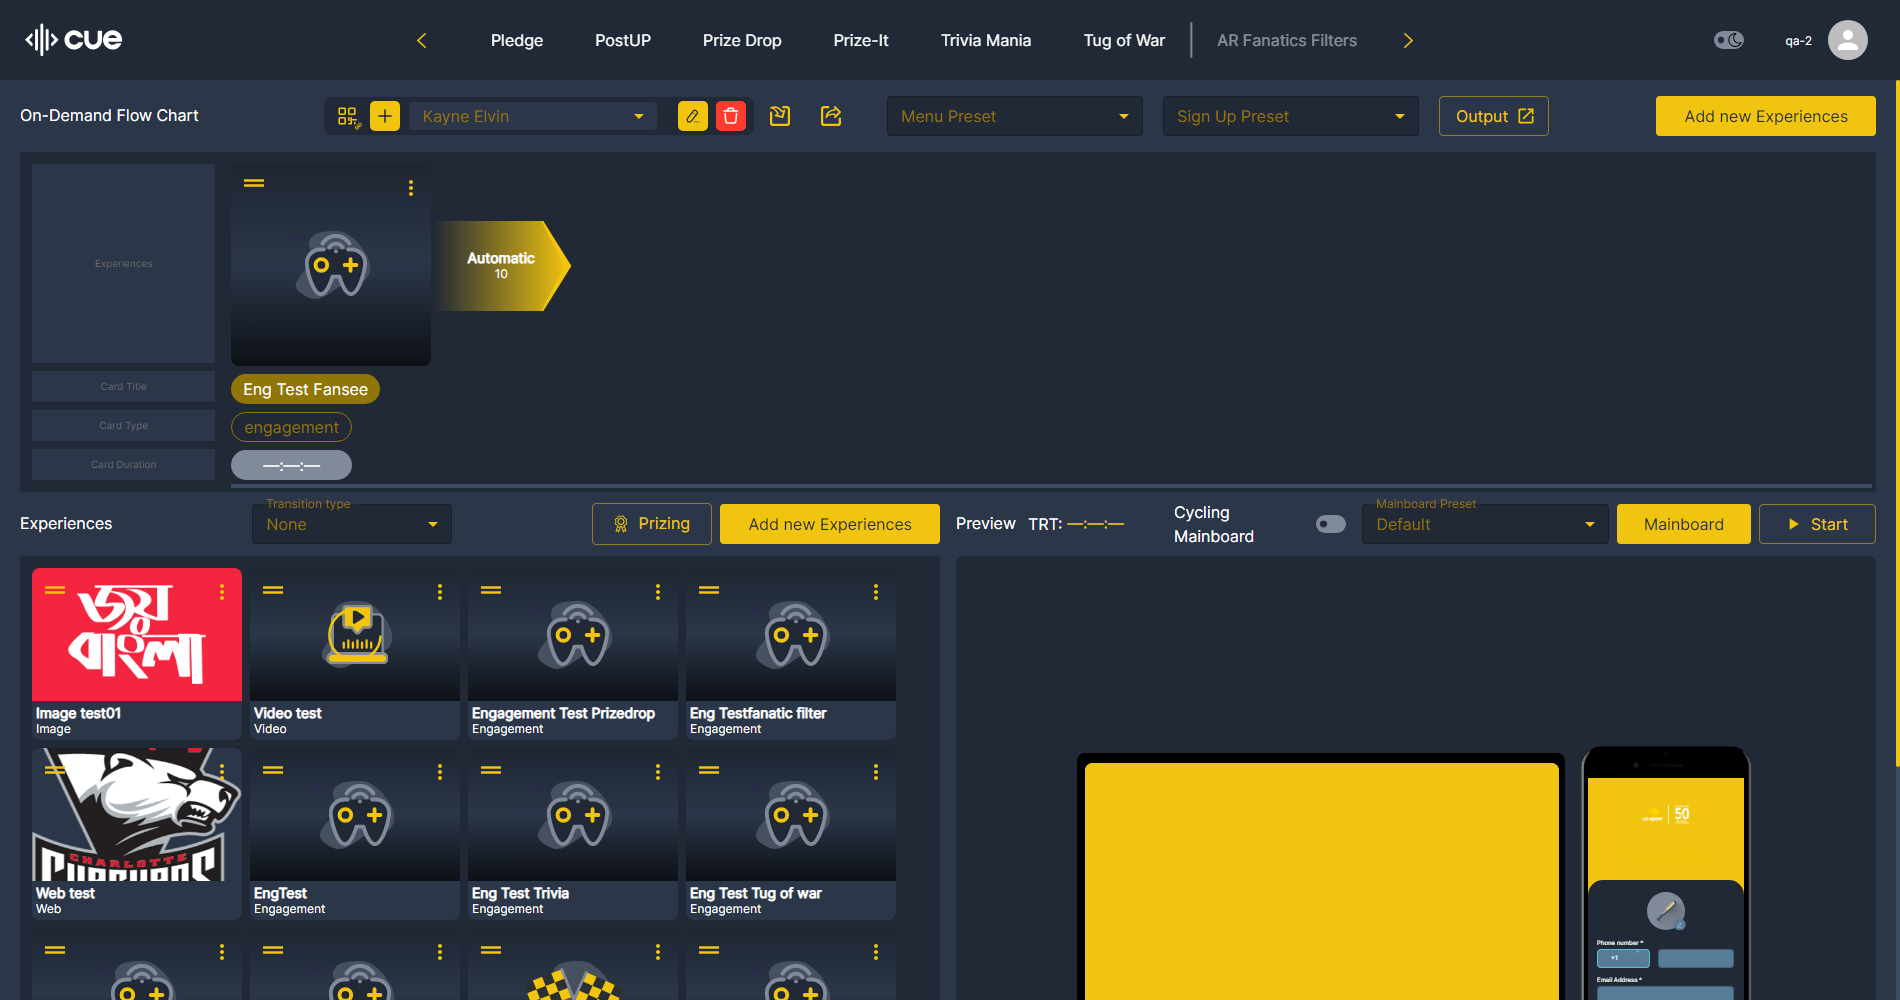 cue
Pledge
PostUP
Prize Drop
Prize-It
Trivia Mania
Tug of War
AR Fanatics Filters
qa-2
On-Demand Flow Chart
Kayne Elvin
Menu Preset
Sign Up Preset
Output
Add new Experiences
Experiences
Automatic
10
Card Title
Eng Test Fansee
Card Type
engagement
Card Duration
—:—:—
Experiences
Transition type
None
Prizing
Add new Experiences
Preview
TRT: —:—:—
Cycling
Mainboard
Mainboard Preset
Default
Mainboard
Start
জয়
বাংলা
Image test01
Image
Video test
Video
Engagement Test Prizedrop
Engagement
Eng Testfanatic filter
Engagement
CHARLOTTE
Web test
Web
EngTest
Engagement
Eng Test Trivia
Engagement
Eng Test Tug of war
Engagement
50
Phone number *
+1
Email Address *